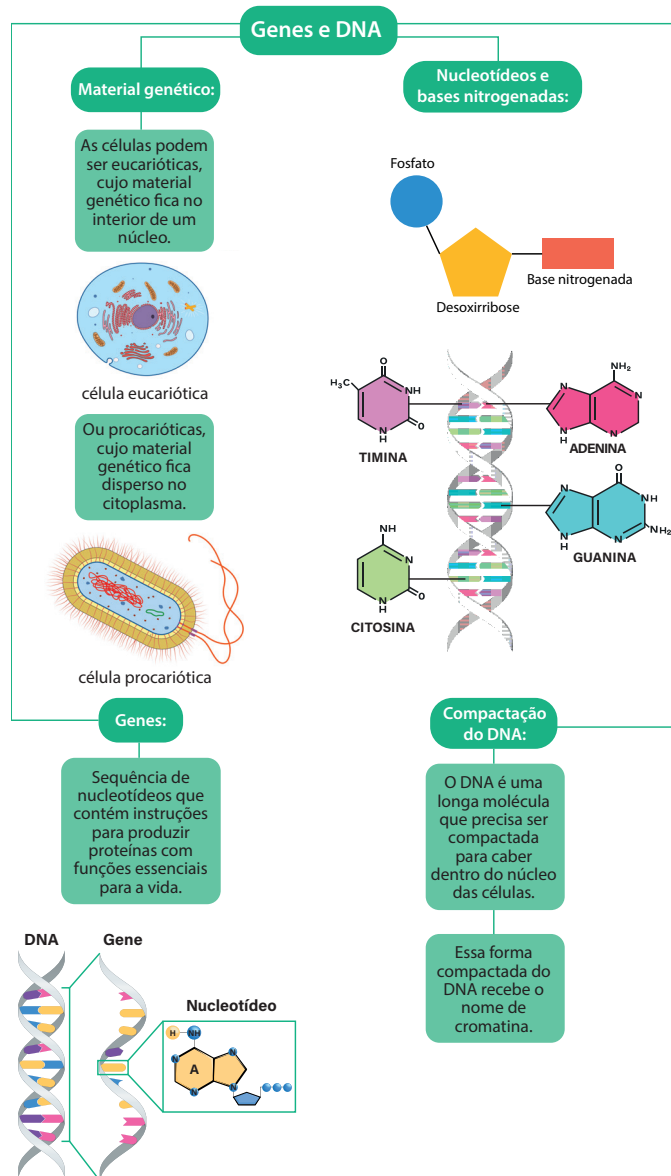 Genes e DNA
Material genético:
As células podem
ser eucarióticas,
cujo material
genético fica no
interior de um
núcleo.
célula eucariótica
Ou procarióticas,
cujo material
genético fica
disperso no
citoplasma.
célula procariótica
Nucleotídeos e
bases nitrogenadas:
Fosfato
Base nitrogenada
Desoxirribose
O
H₃C
NH
N
H
O
TIMINA
NH₂
N
N
N
H
N
ADENINA
O
N
NH
N
H
N
NH₂
GUANINA
NH
N
N
H
O
CITOSINA
Genes:
Sequência de
nucleotídeos que
contém instruções
para produzir
proteínas com
funções essenciais
para a vida.
DNA
Gene
Nucleotídeo
H
NH
N
N
A
N
N
Compactação
do DNA:
O DNA é uma
longa molécula
que precisa ser
compactada
para caber
dentro do núcleo
das células.
Essa forma
compactada do
DNA recebe o
nome de
cromatina.